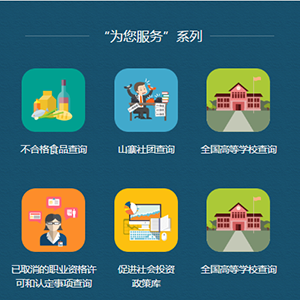 “为您服务”系列
不合格食品查询
山寨社团查询
全国高等学校查询
已取消的职业资格许
可和认定事项查询
促进社会投资
政策库
全国高等学校查询